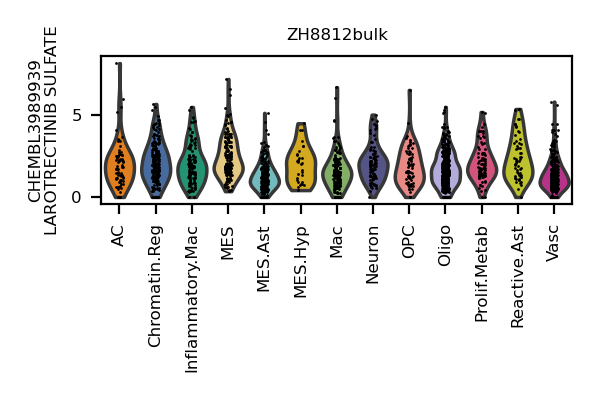 ZH8812bulk
CHEMBL3989939
LAROTRECTINIB SULFATE
5
0
AC
Chromatin.Reg
Inflammatory.Mac
MES
MES.Ast
MES.Hyp
Mac
Neuron
OPC
Oligo
Prolif.Metab
Reactive.Ast
Vasc